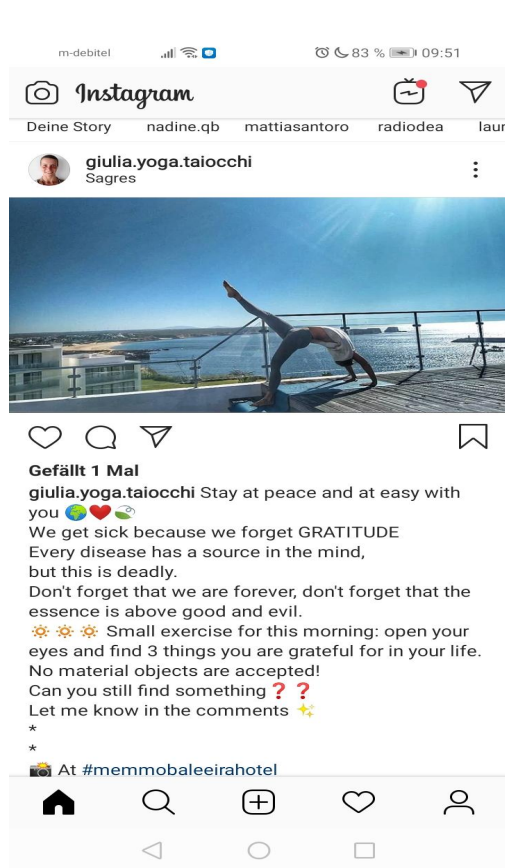 m-debitel 83 % 09:51
Instagram
Deine Story nadine.qb mattiasantoro radiodea laur
giulia.yoga.taiocchi
Sagres
Gefällt 1 Mal
giulia.yoga.taiocchi Stay at peace and at easy with
you 🌍❤️🍃
We get sick because we forget GRATITUDE
Every disease has a source in the mind,
but this is deadly.
Don't forget that we are forever, don't forget that the
essence is above good and evil.
🔅 🔅 🔅 Small exercise for this morning: open your
eyes and find 3 things you are grateful for in your life.
No material objects are accepted!
Can you still find something❓❓
Let me know in the comments ✨
*
*
📸 At #memmobaleeirahotel